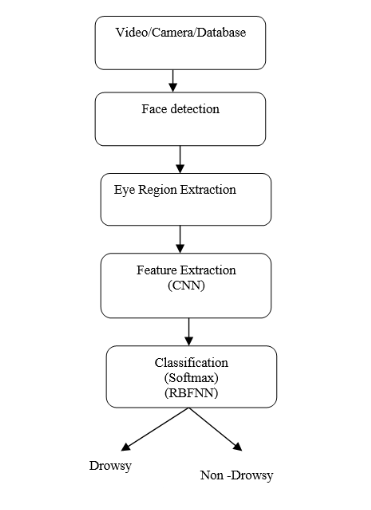 Video/Camera/Database
Face detection
Eye Region Extraction
Feature Extraction
(CNN)
Classification
(Softmax)
(RBFNN)
Drowsy
Non -Drowsy